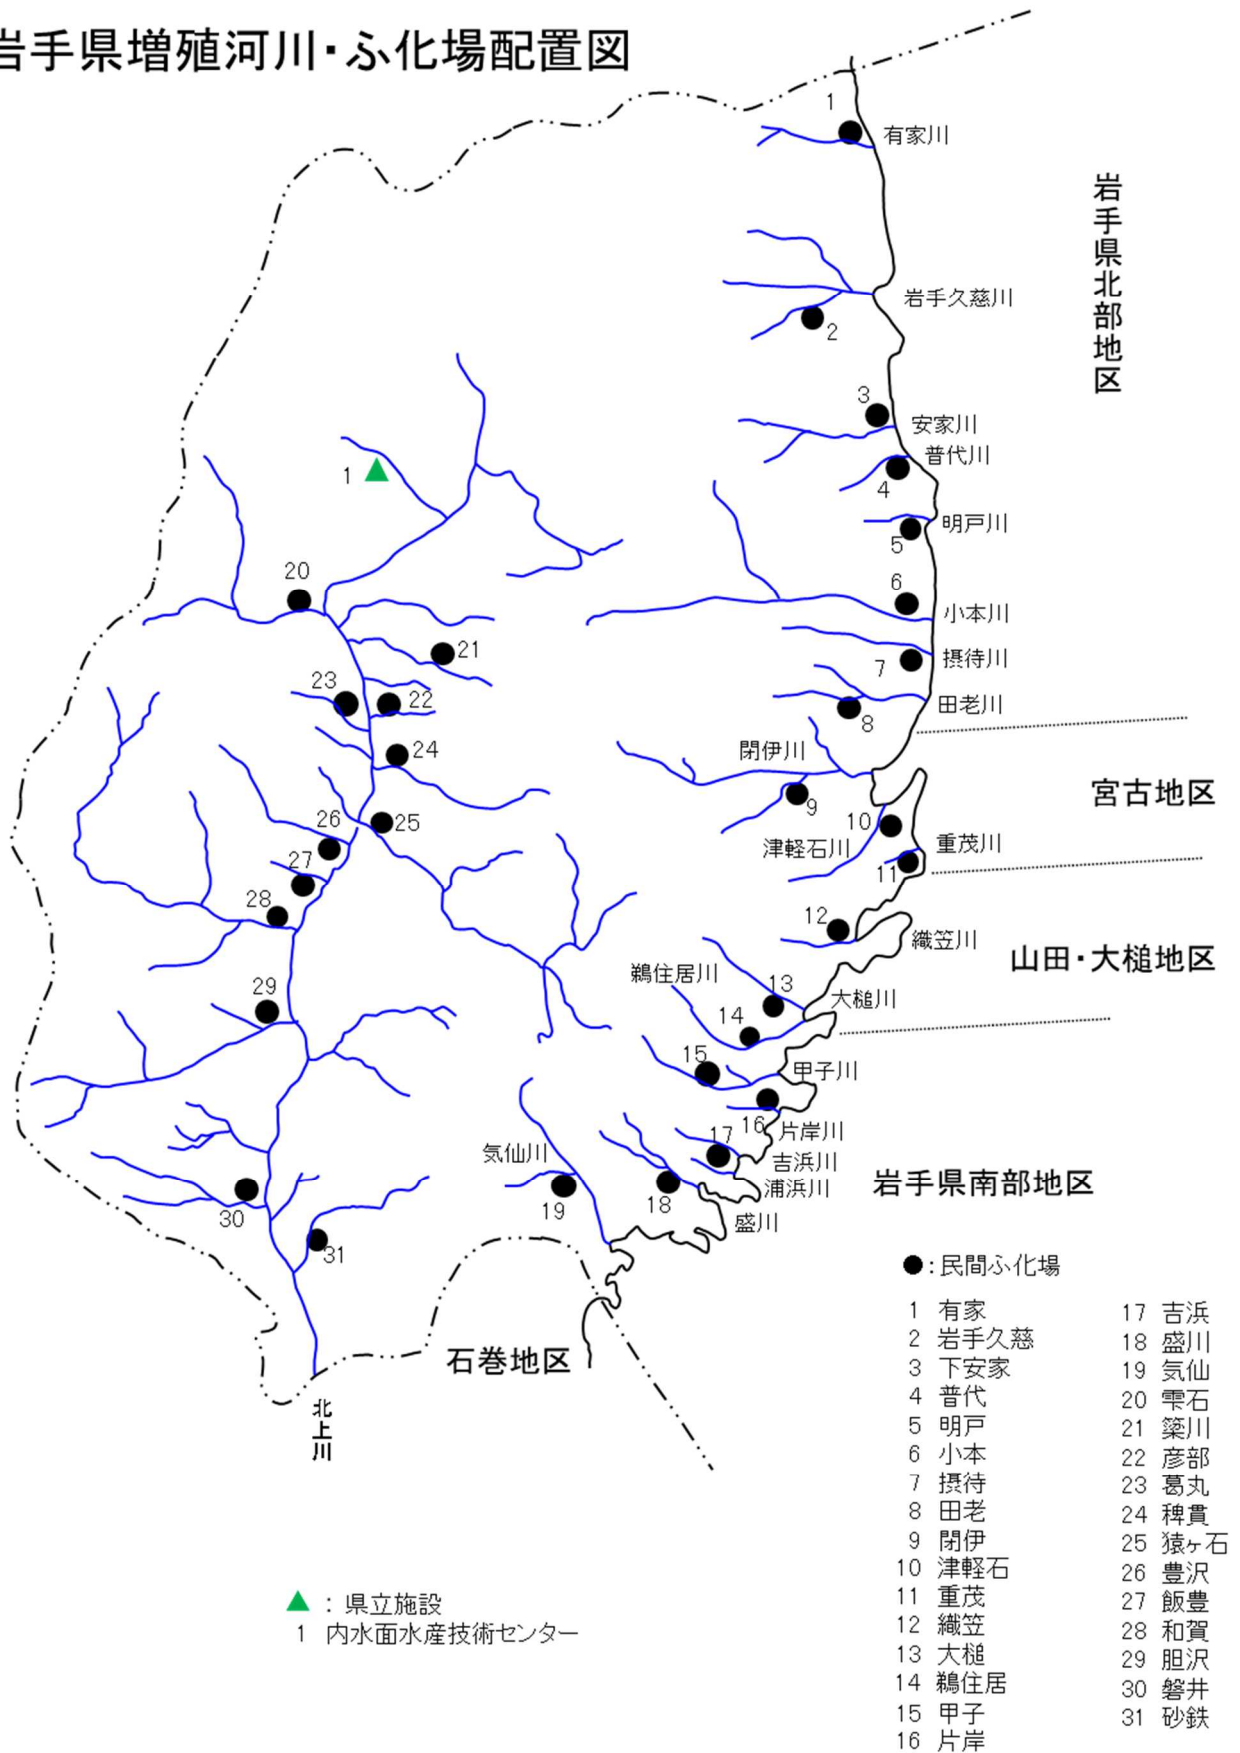 岩手県増殖河川・ふ化場配置図
1
有家川
岩手県北部地区
岩手久慈川
2
3
安家川
普代川
4
1
明戸川
5
20
6
小本川
21
摂待川
7
23
22
田老川
8
24
閉伊川
宮古地区
9
10
26
25
津軽石川
重茂川
27
11
28
12
織笠川
山田・大槌地区
鵜住居川
29
13
大槌川
14
15
甲子川
16
片岸川
17
気仙川
吉浜川
岩手県南部地区
浦浜川
30
19
18
盛川
31
石巻地区
北上川
●:民間ふ化場
1 有家
2 岩手久慈
3 下安家
4 普代
5 明戸
6 小本
7 摂待
8 田老
9 閉伊
10 津軽石
11 重茂
12 織笠
13 大槌
14 鵜住居
15 甲子
16 片岸
17 吉浜
18 盛川
19 気仙
20 雫石
21 簗川
22 彦部
23 葛丸
24 稗貫
25 猿ヶ石
26 豊沢
27 飯豊
28 和賀
29 胆沢
30 磐井
31 砂鉄
▲ : 県立施設
1 内水面水産技術センター